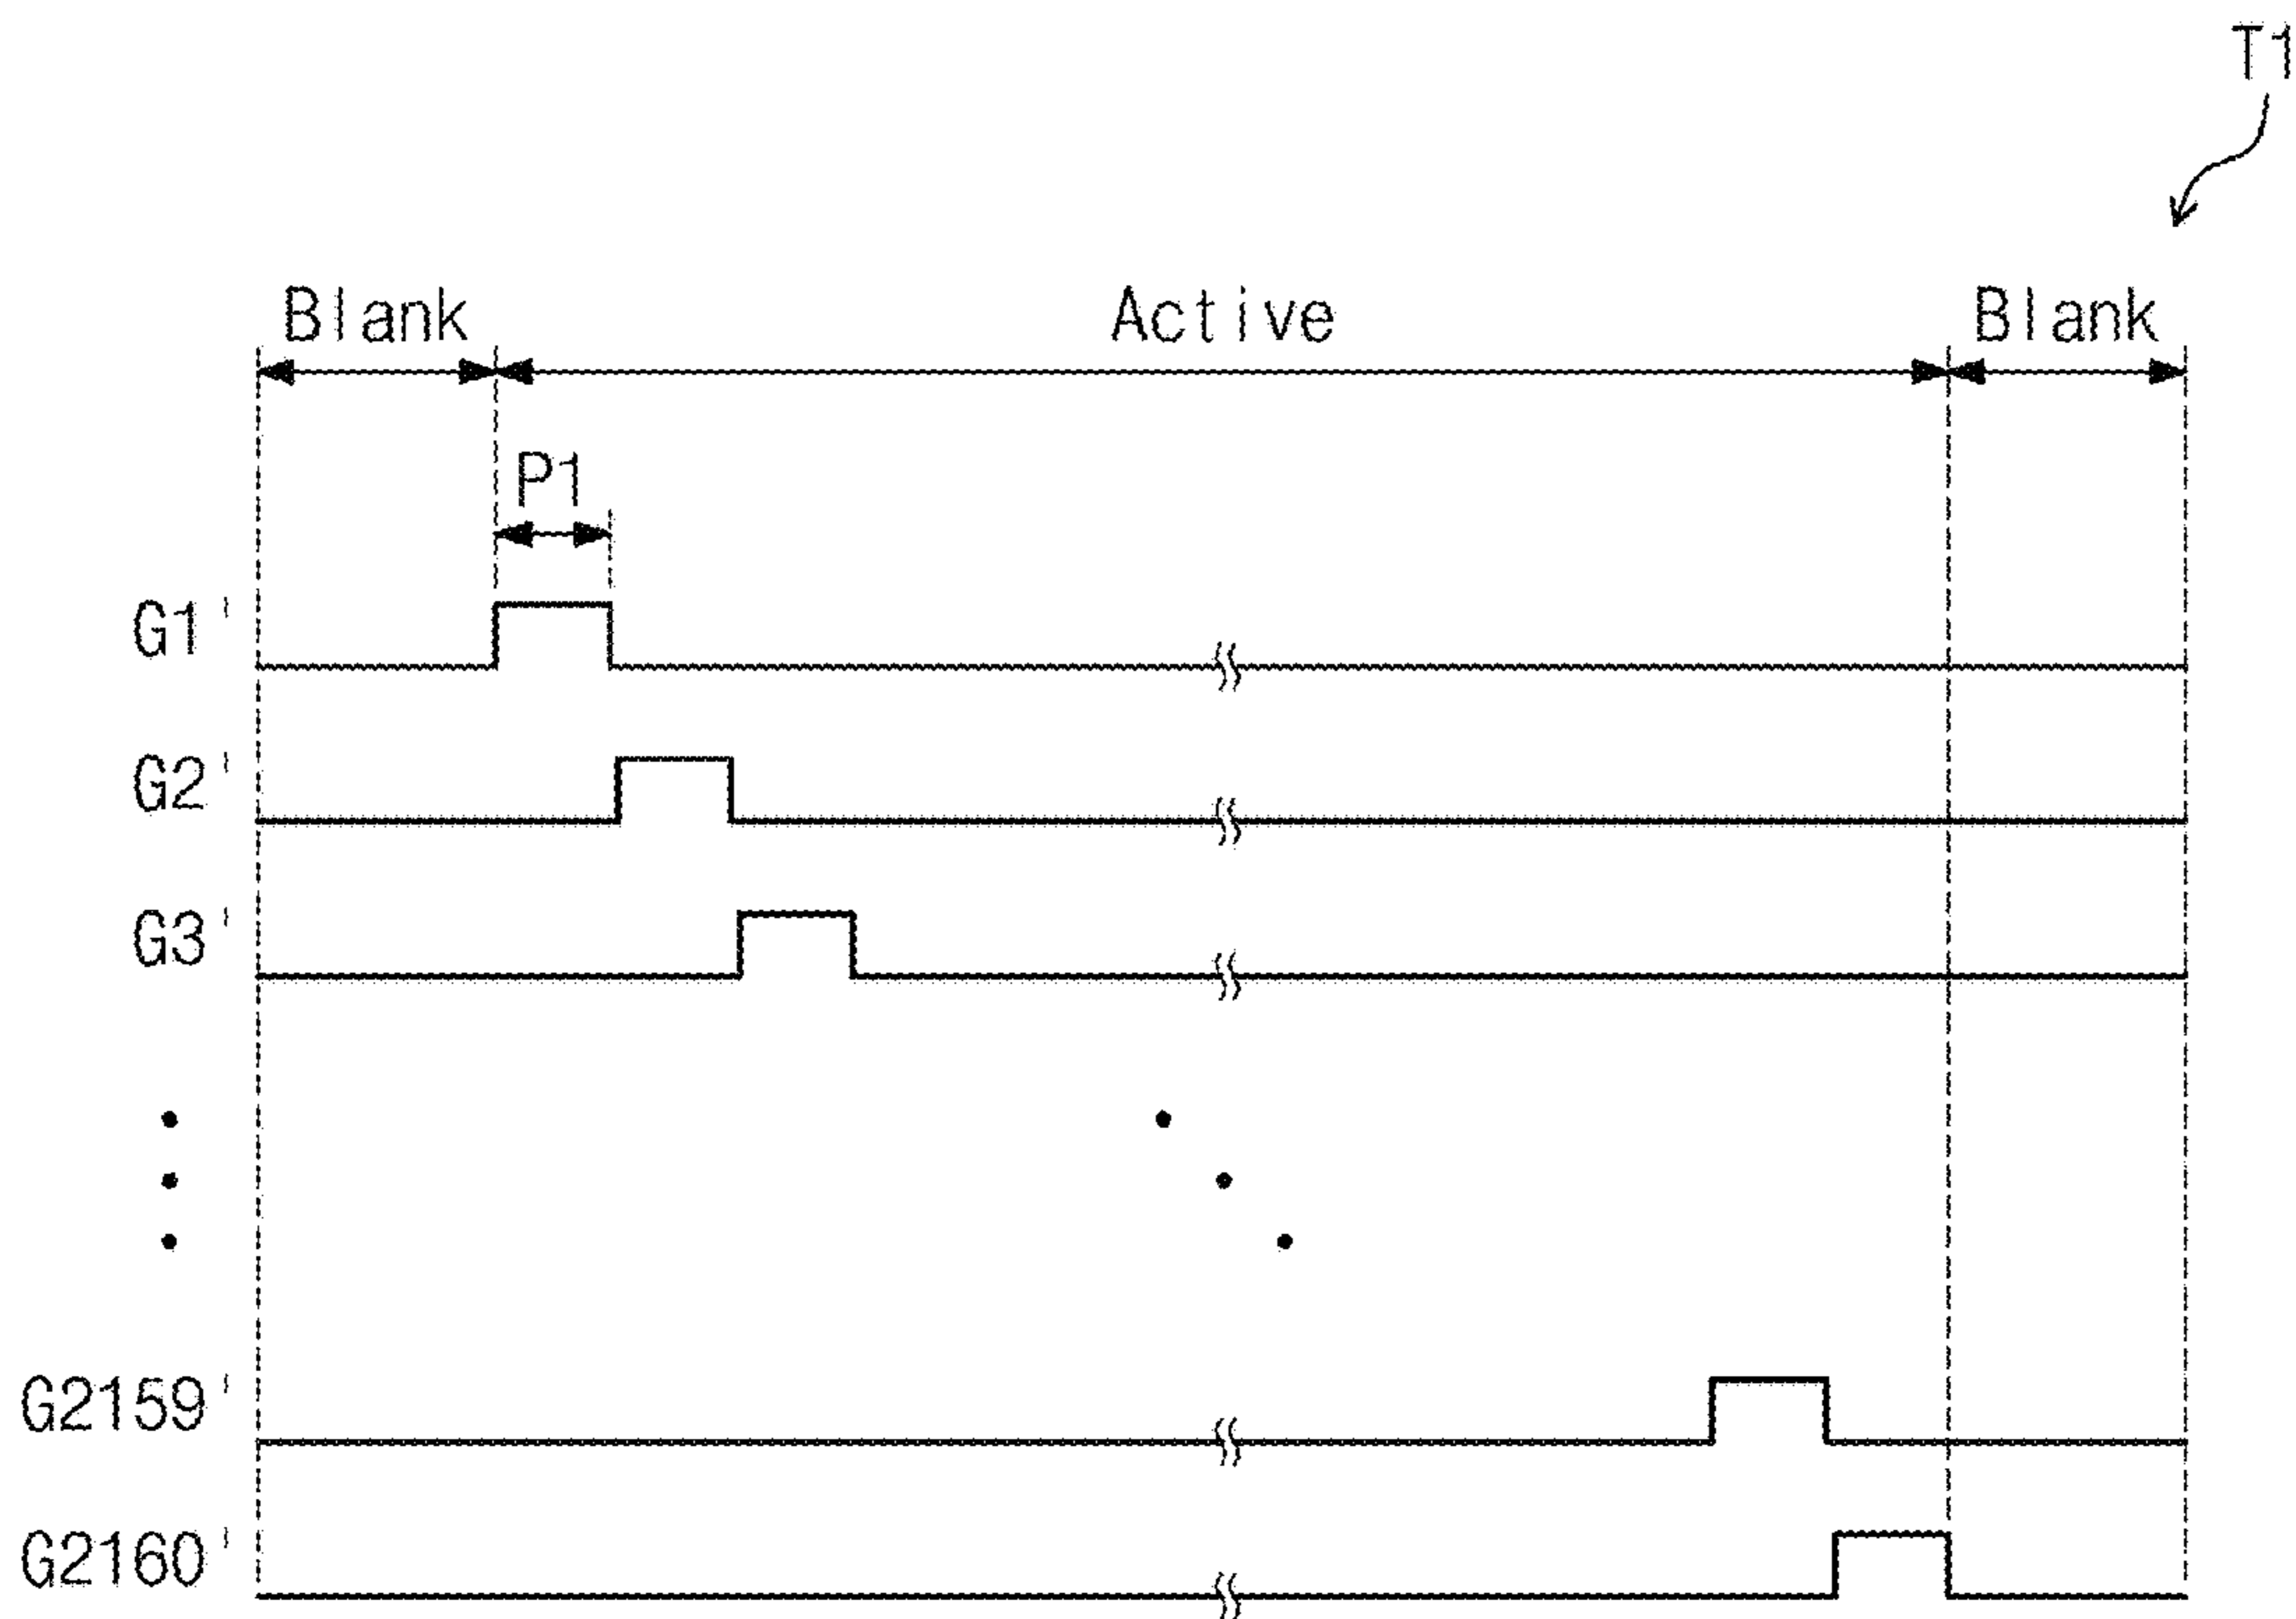 T1
Blank Active Blank
P1
G1'
G2'
G3'
G2159'
G2160'